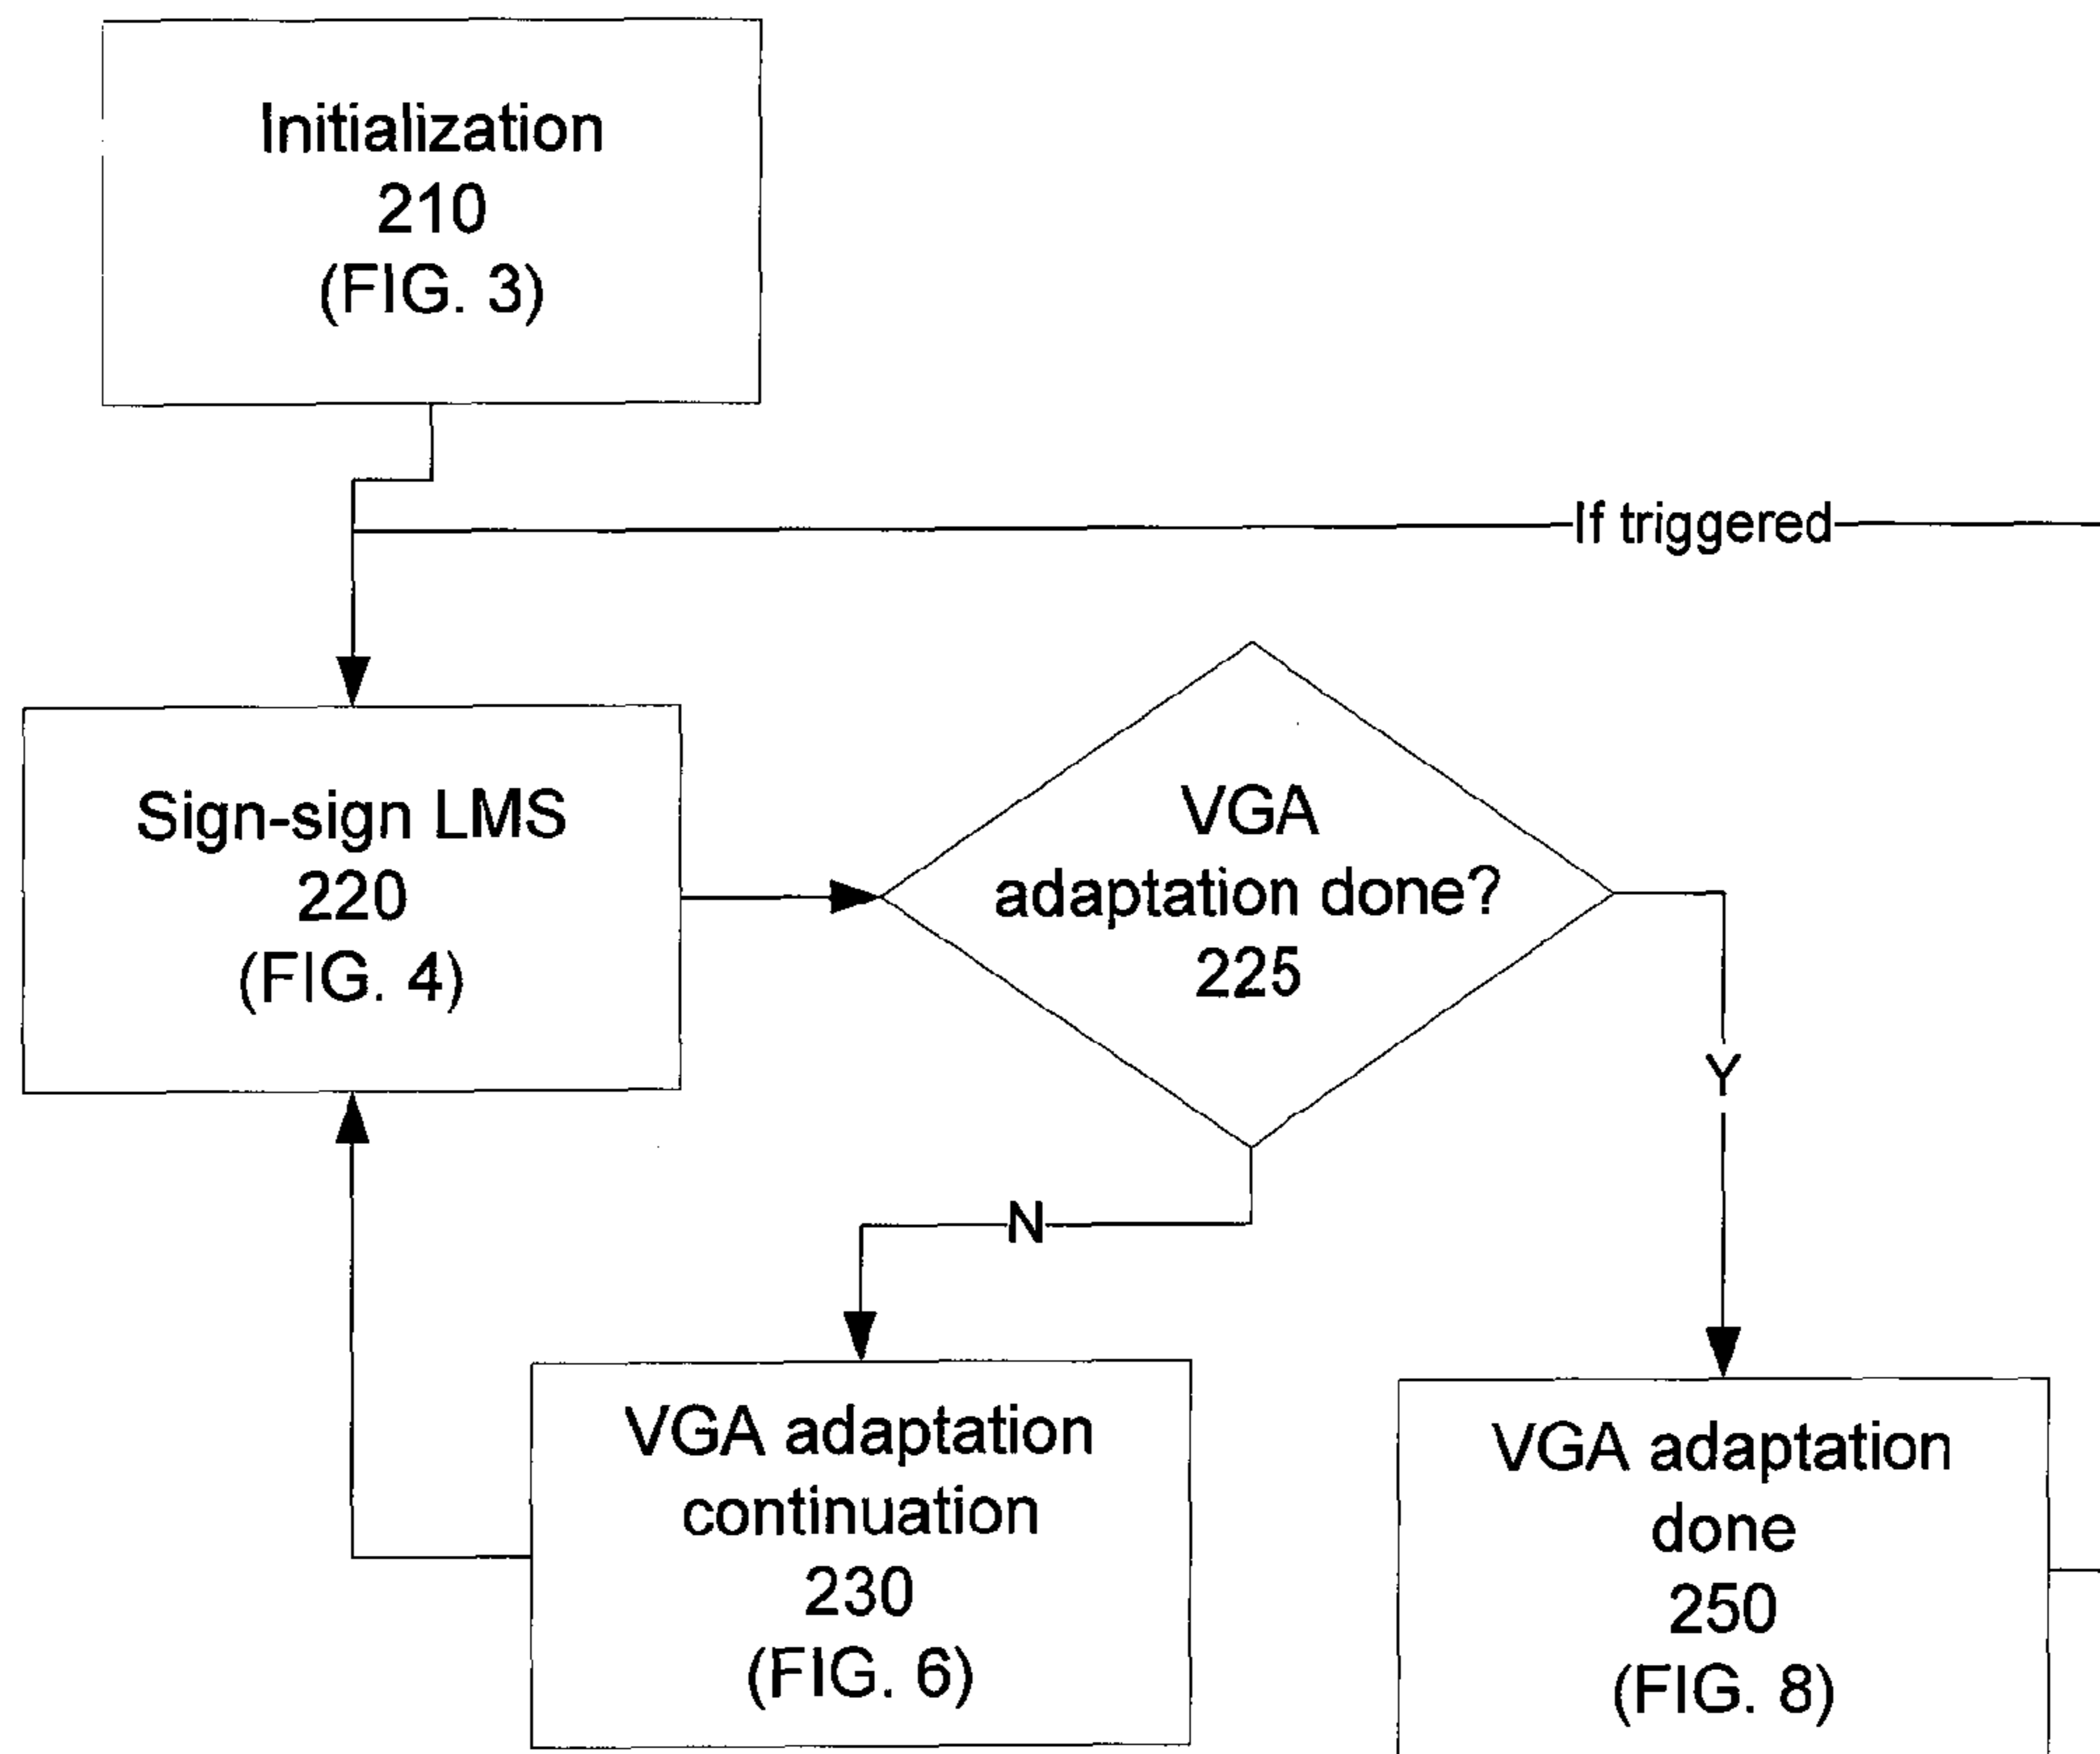 Initialization
210
(FIG. 3)
If triggered
Sign-sign LMS
220
(FIG. 4)
VGA
adaptation done?
225
Y
N
VGA adaptation
continuation
230
(FIG. 6)
VGA adaptation
done
250
(FIG. 8)